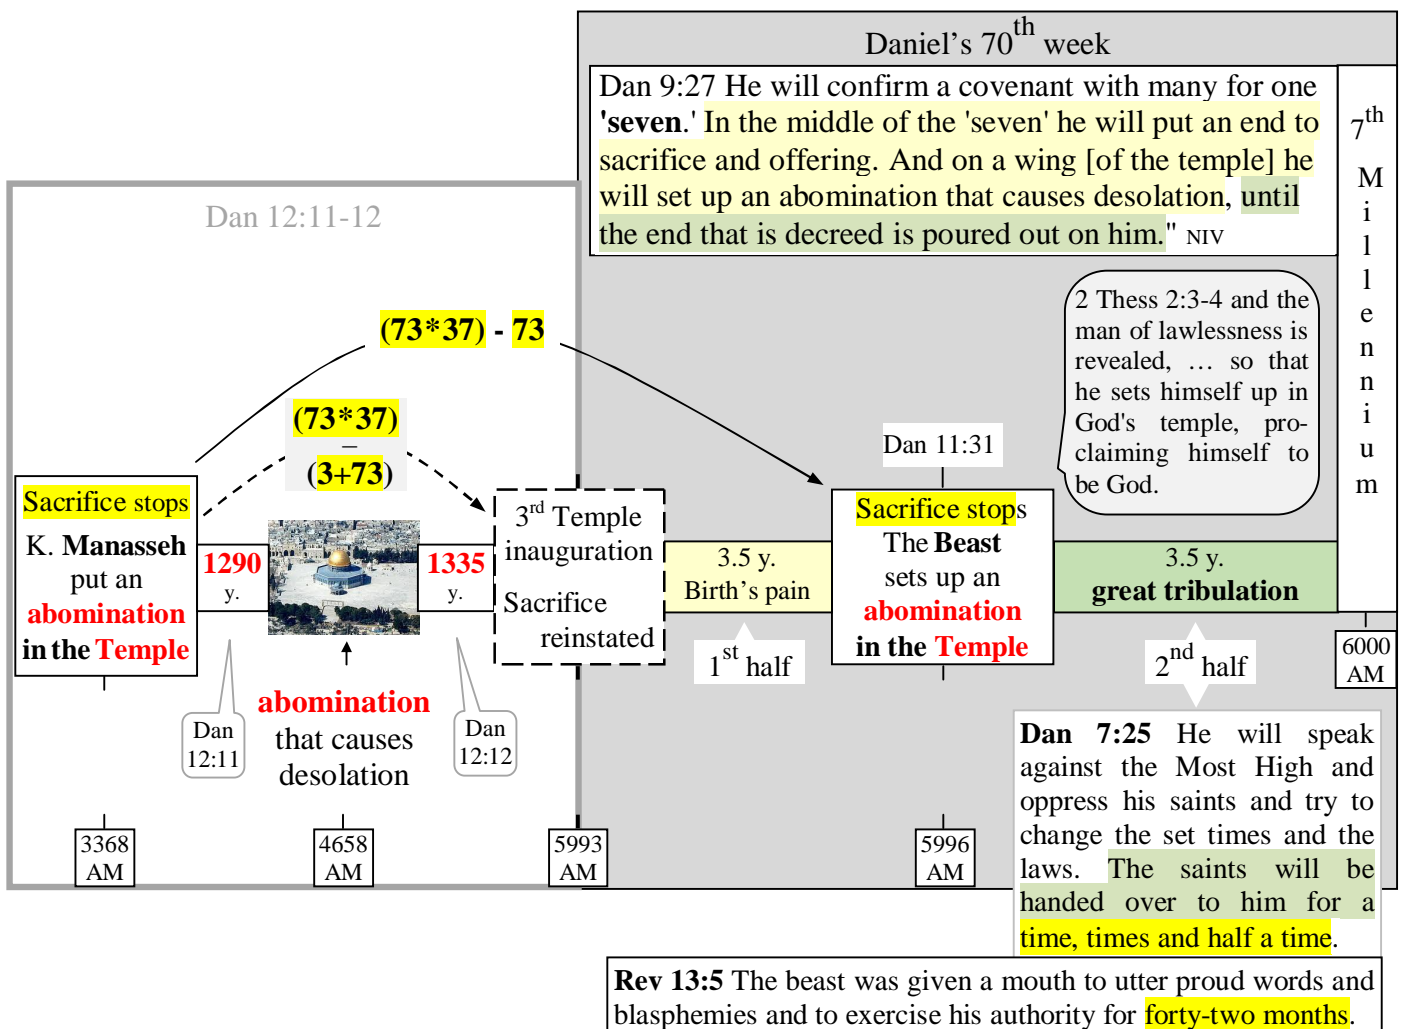 Daniel's 70th week
Dan 9:27 He will confirm a covenant with many for one
'seven.' In the middle of the 'seven' he will put an end to
sacrifice and offering. And on a wing [of the temple] he
will set up an abomination that causes desolation, until
the end that is decreed is poured out on him." NIV
7th
M
i
l
l
e
n
n
i
u
m
Dan 12:11-12
2 Thess 2:3-4 and the
man of lawlessness is
revealed, … so that
he sets himself up in
God's temple, pro-
claiming himself to
be God.
(73*37) - 73
(73*37)
–
(3+73)
Dan 11:31
Sacrifice stops
K. Manasseh
put an
abomination
in the Temple
1290
y.
1335
y.
3rd Temple
inauguration
Sacrifice
reinstated
3.5 y.
Birth's pain
Sacrifice stops
The Beast
sets up an
abomination
in the Temple
3.5 y.
great tribulation
1st half
2nd half
6000
AM
Dan
12:11
abomination
that causes
desolation
Dan
12:12
3368
AM
4658
AM
5993
AM
5996
AM
Dan 7:25 He will speak
against the Most High and
oppress his saints and try to
change the set times and the
laws. The saints will be
handed over to him for a
time, times and half a time.
Rev 13:5 The beast was given a mouth to utter proud words and
blasphemies and to exercise his authority for forty-two months.